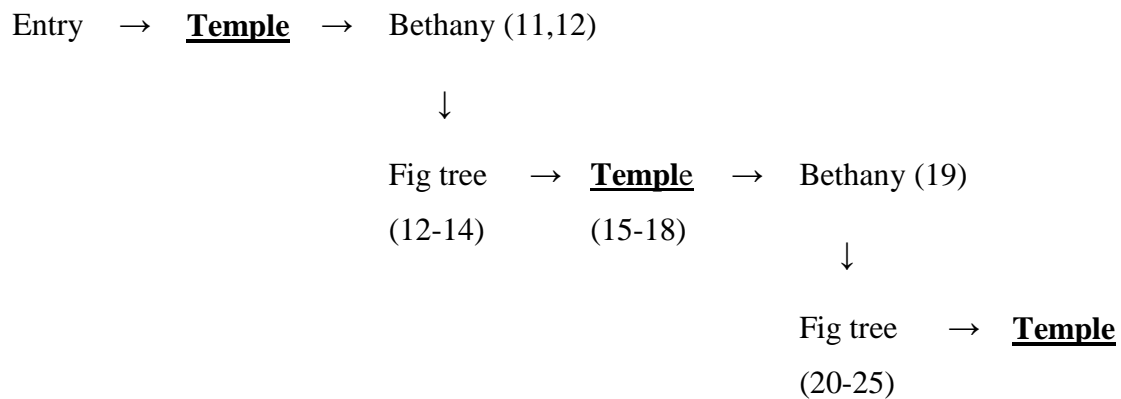 Entry → Temple → Bethany (11,12)
↓
Fig tree → Temple → Bethany (19)
(12-14) (15-18)
↓
Fig tree → Temple
(20-25)